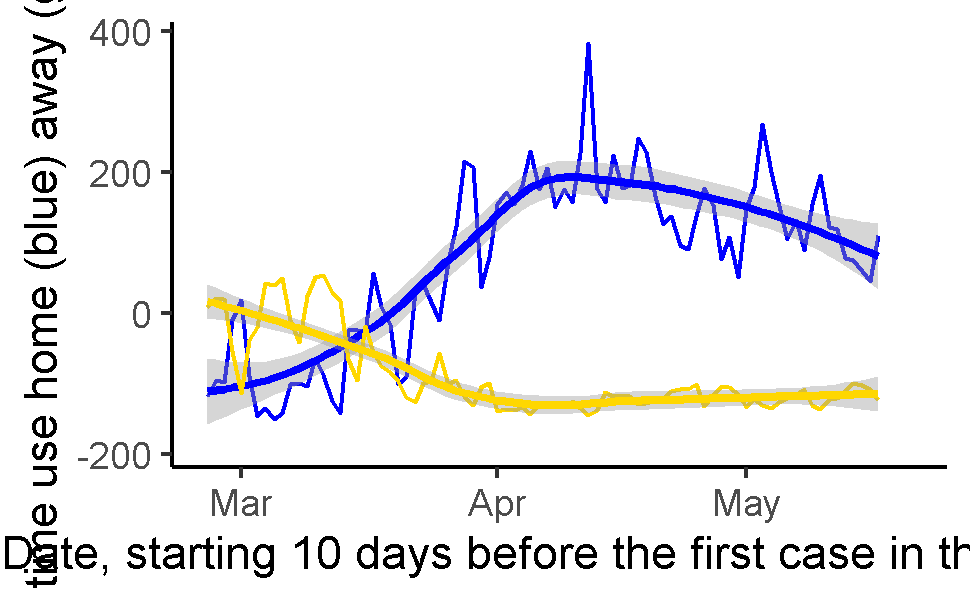 400
200
0
-200
time use home (blue) away (
Mar Apr May
Date, starting 10 days before the first case in th